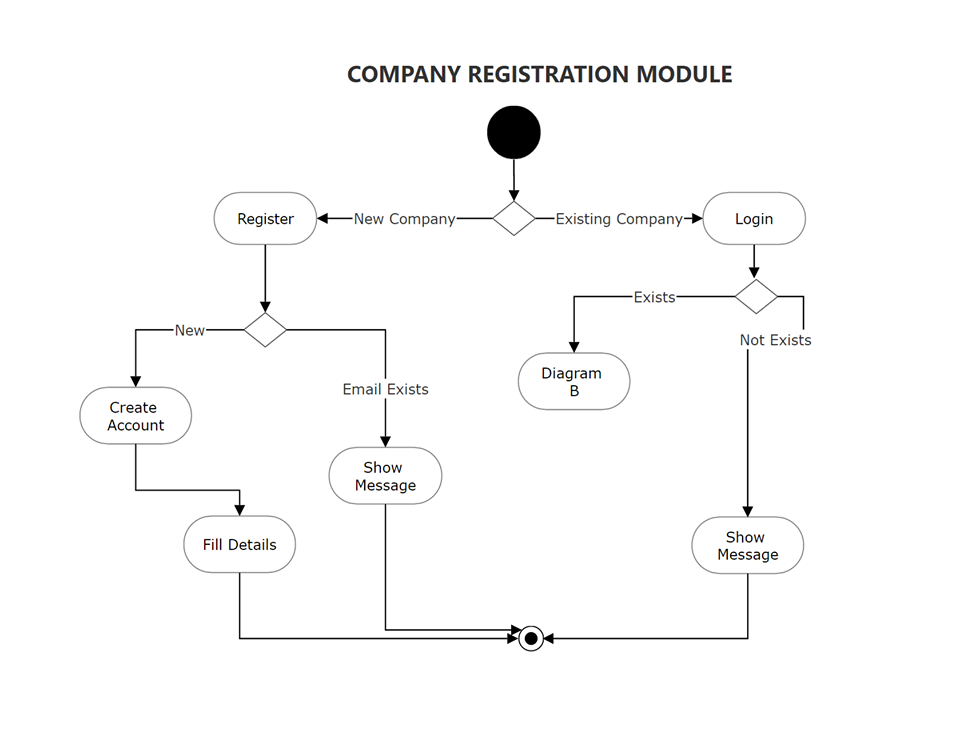 COMPANY REGISTRATION MODULE
Register
New Company
Existing Company
Login
Exists
New
Not Exists
Diagram
B
Email Exists
Create
Account
Show
Message
Fill Details
Show
Message